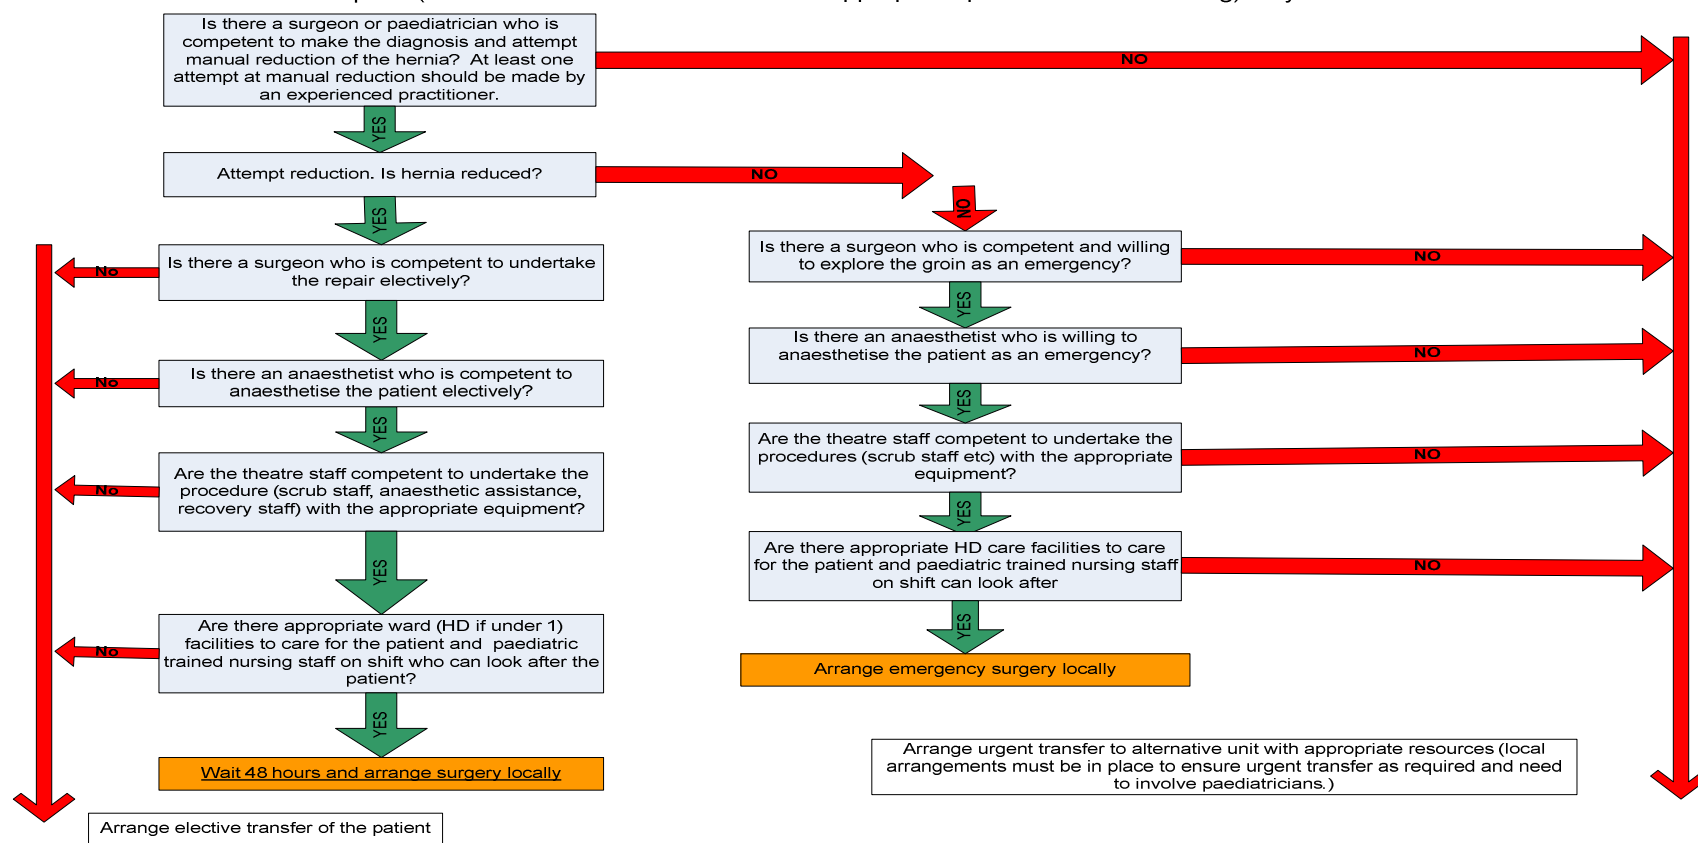 Is there a surgeon or paediatrician who is
competent to make the diagnosis and attempt
manual reduction of the hernia? At least one
attempt at manual reduction should be made by
an experienced practitioner.
NO
YES
Attempt reduction. Is hernia reduced?
NO
NO
YES
Is there a surgeon who is competent to undertake
the repair electively?
No
YES
Is there an anaesthetist who is competent to
anaesthetise the patient electively?
No
YES
Are the theatre staff competent to undertake the
procedure (scrub staff, anaesthetic assistance,
recovery staff) with the appropriate equipment?
No
YES
Are there appropriate ward (HD if under 1)
facilities to care for the patient and paediatric
trained nursing staff on shift who can look after the
patient?
No
YES
Wait 48 hours and arrange surgery locally
Arrange elective transfer of the patient
Is there a surgeon who is competent and willing
to explore the groin as an emergency?
NO
YES
Is there an anaesthetist who is willing to
anaesthetise the patient as an emergency?
NO
YES
Are the theatre staff competent to undertake the
procedures (scrub staff etc) with the appropriate
equipment?
NO
YES
Are there appropriate HD care facilities to care
for the patient and paediatric trained nursing staff
on shift can look after
NO
YES
Arrange emergency surgery locally
Arrange urgent transfer to alternative unit with appropriate resources (local
arrangements must be in place to ensure urgent transfer as required and need
to involve paediatricians.)